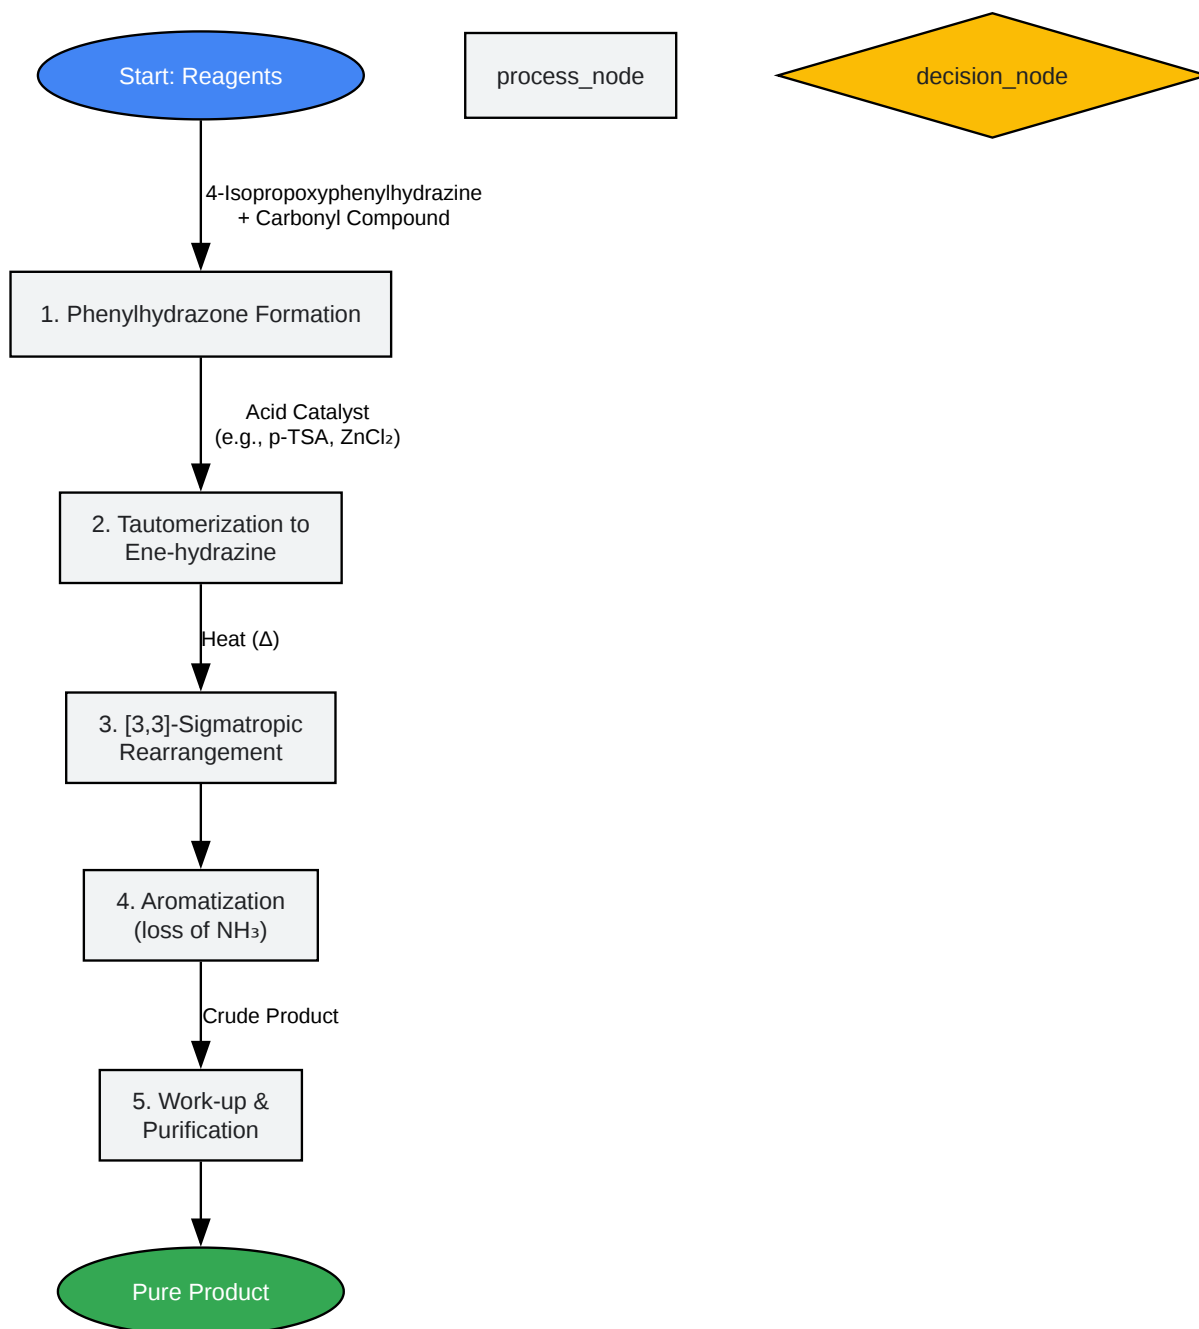 Start: Reagents
process_node
decision_node
4-Isopropoxyphenylhydrazine
+ Carbonyl Compound
1. Phenylhydrazone Formation
Acid Catalyst
(e.g., p-TSA, ZnCl₂)
2. Tautomerization to
Ene-hydrazine
Heat (Δ)
3. [3,3]-Sigmatropic
Rearrangement
4. Aromatization
(loss of NH₃)
Crude Product
5. Work-up &
Purification
Pure Product